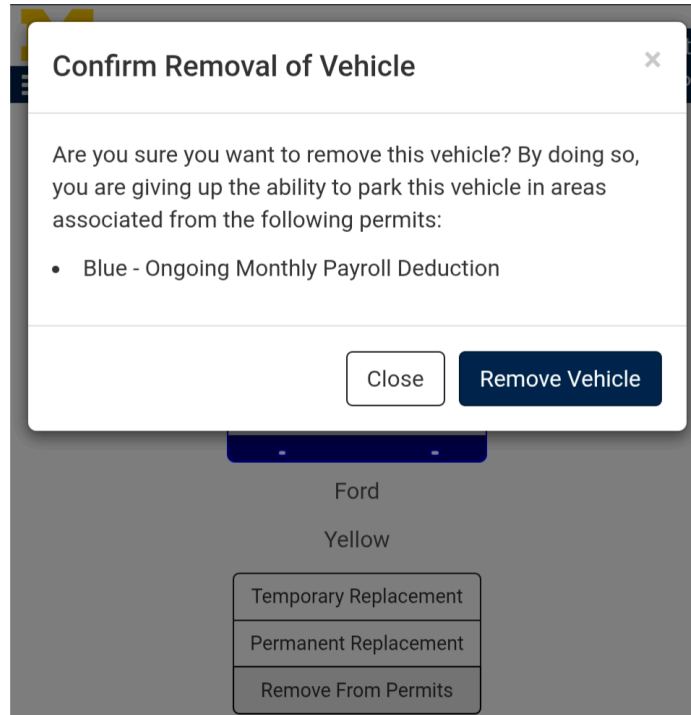 Confirm Removal of Vehicle
×
Are you sure you want to remove this vehicle? By doing so,
you are giving up the ability to park this vehicle in areas
associated from the following permits:
• Blue - Ongoing Monthly Payroll Deduction
Close
Remove Vehicle
Ford
Yellow
Temporary Replacement
Permanent Replacement
Remove From Permits